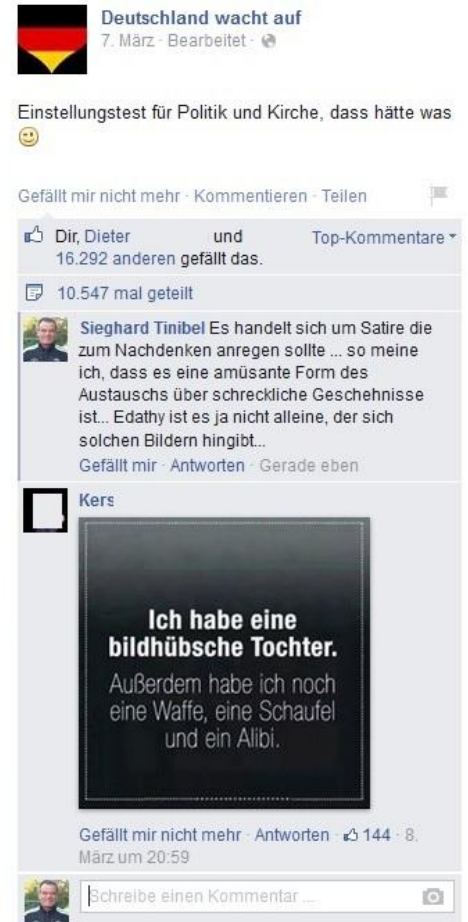 Deutschland wacht auf
7. März · Bearbeitet ·
Einstellungstest für Politik und Kirche, dass hätte was
Gefällt mir nicht mehr · Kommentieren · Teilen
Dir, Dieter und
16.292 anderen gefällt das.
Top-Kommentare
10.547 mal geteilt
Sieghard Tinibel Es handelt sich um Satire die
zum Nachdenken anregen sollte ... so meine
ich, dass es eine amüsante Form des
Austauschs über schreckliche Geschehnisse
ist... Edathy ist es ja nicht alleine, der sich
solchen Bildern hingibt...
Gefällt mir · Antworten · Gerade eben
Kers
Ich habe eine
bildhübsche Tochter.
Außerdem habe ich noch
eine Waffe, eine Schaufel
und ein Alibi.
Gefällt mir nicht mehr · Antworten · 144 · 8.
März um 20:59
Schreibe einen Kommentar ...